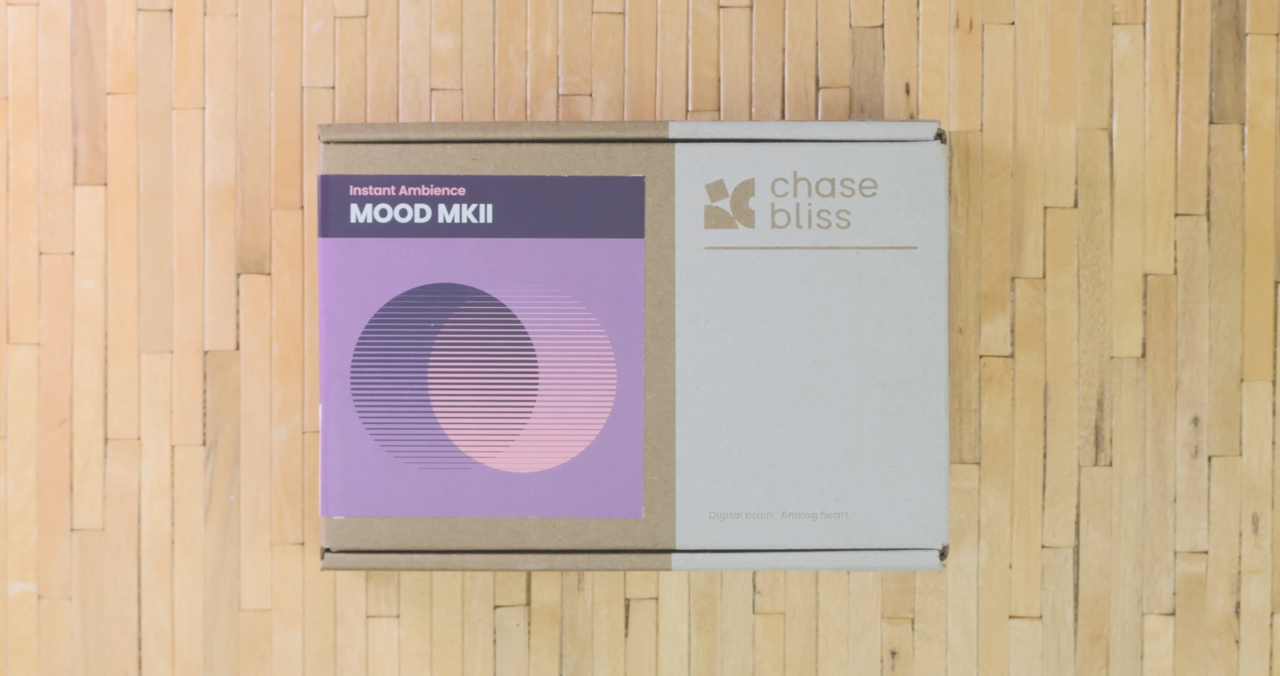 Instant Ambience
MOOD MKII
chase
bliss
Digital brain. Analog heart.